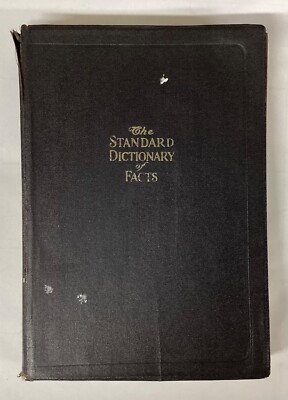 The
STANDARD
DICTIONARY
of
FACTS